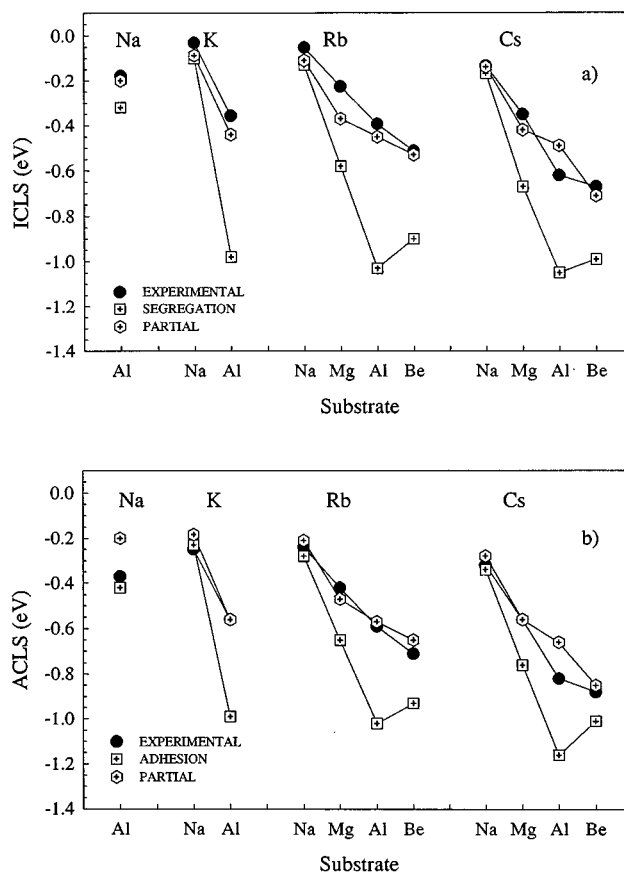 0.0
Na
K
Rb
Cs
a)
-0.2
-0.4
-0.6
-0.8
-1.0
-1.2
-1.4
ICLS (eV)
EXPERIMENTAL
SEGREGATION
PARTIAL
Al
Na
Al
Na
Mg
Al
Be
Na
Mg
Al
Be
Substrate
0.0
Na
K
Rb
Cs
b)
-0.2
-0.4
-0.6
-0.8
-1.0
-1.2
-1.4
ACLS (eV)
EXPERIMENTAL
ADHESION
PARTIAL
Al
Na
Al
Na
Mg
Al
Be
Na
Mg
Al
Be
Substrate